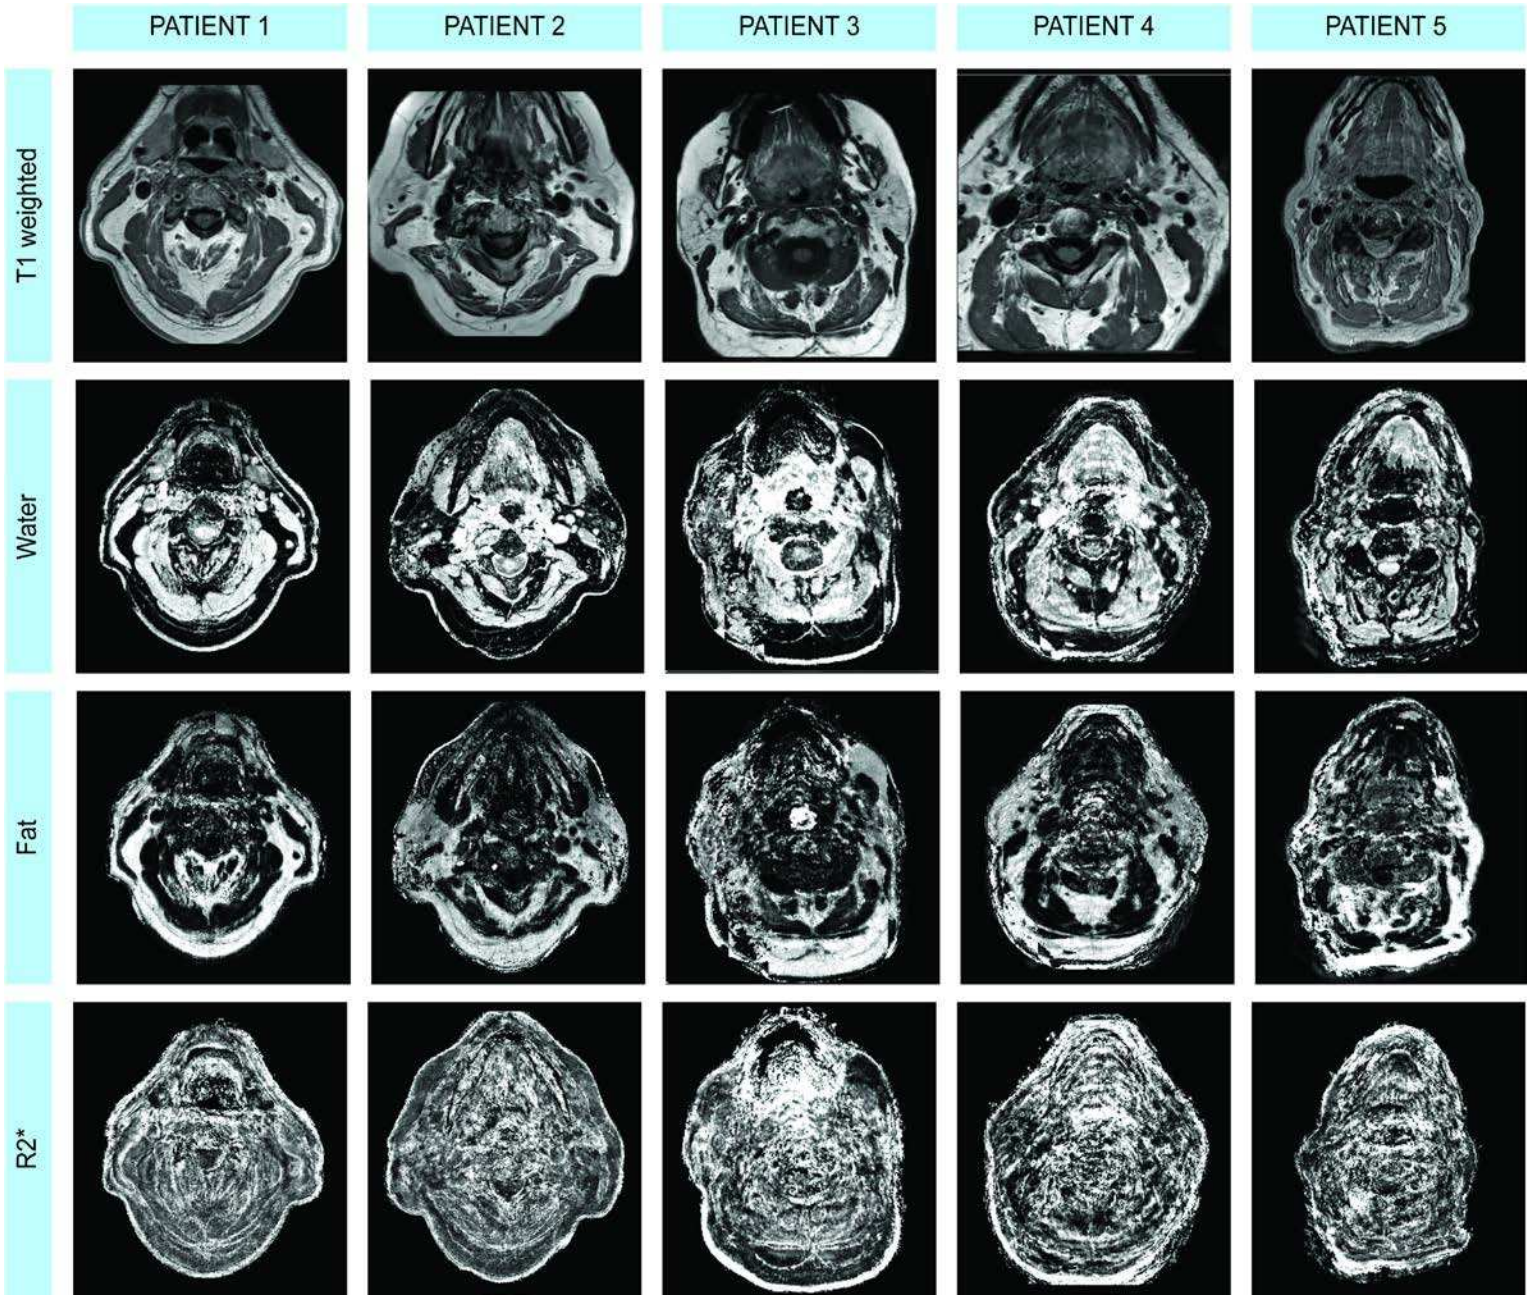 PATIENT 1 PATIENT 2 PATIENT 3 PATIENT 4 PATIENT 5
T1 weighted
Water
Fat
R2*